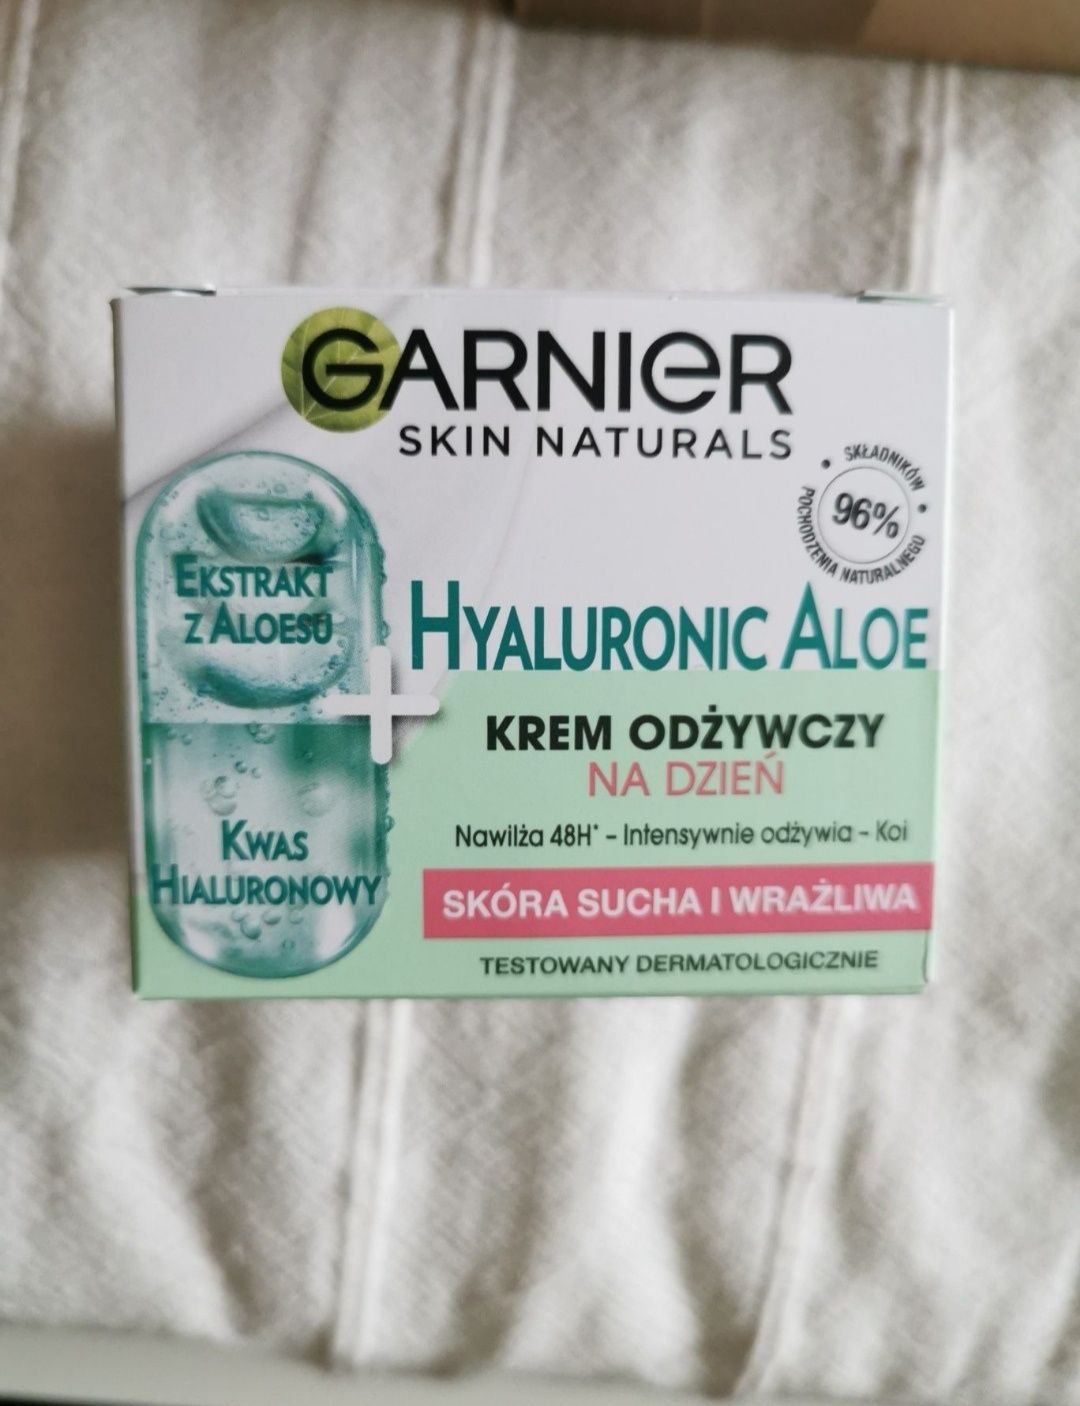 GARNIER
SKIN NATURALS
SKŁADNIKÓW
96%
POCHODZENIA NATURALNEGO
EKSTRAKT
Z ALOESU
HYALURONIC ALOE
KREM ODŻYWCZY
NA DZIEŃ
Nawilża 48H* – Intensywnie odżywia – Koi
KWAS
HIALURONOWY
SKÓRA SUCHA I WRAŻLIWA
TESTOWANY DERMATOLOGICZNIE